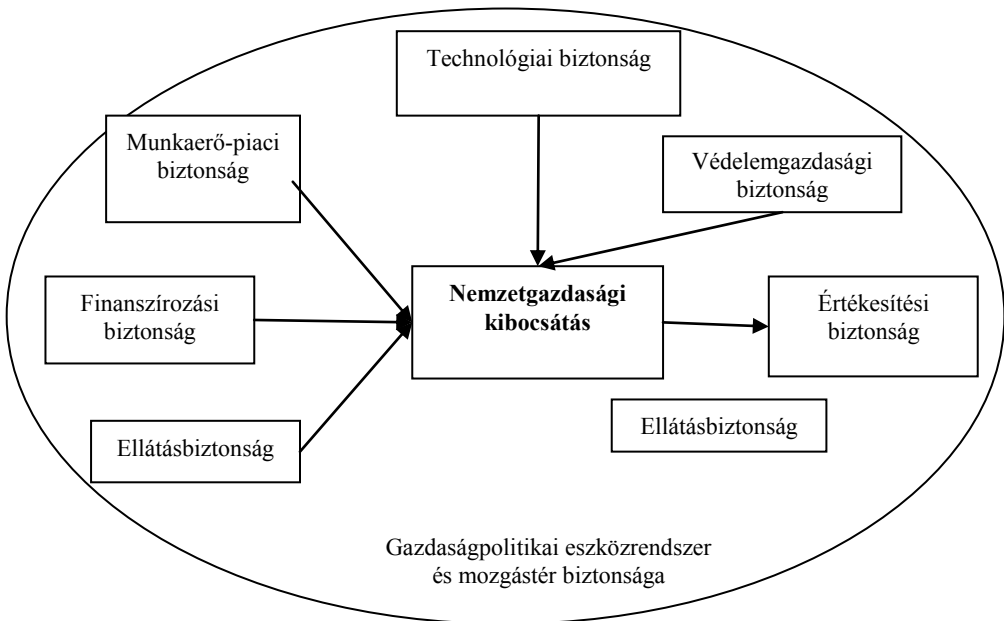 Technológiai biztonság
Munkaerő-piaci
biztonság
Védelemgazdasági
biztonság
Finanszírozási
biztonság
Nemzetgazdasági
kibocsátás
Értékesítési
biztonság
Ellátásbiztonság
Ellátásbiztonság
Gazdaságpolitikai eszközrendszer
és mozgástér biztonsága